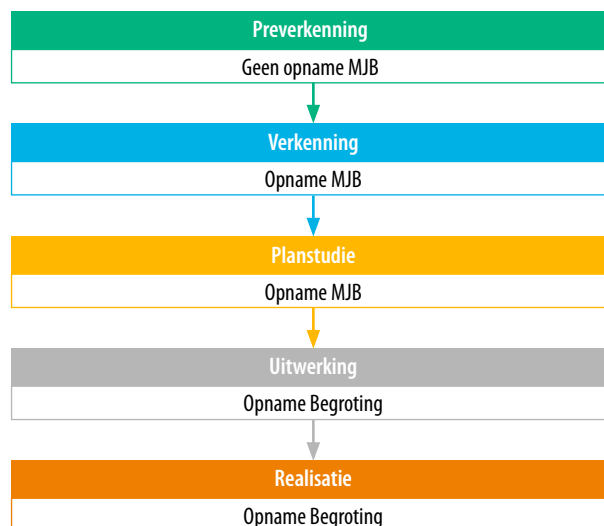 Preverkenning
Geen opname MJB
Verkenning
Opname MJB
Planstudie
Opname MJB
Uitwerking
Opname Begroting
Realisatie
Opname Begroting